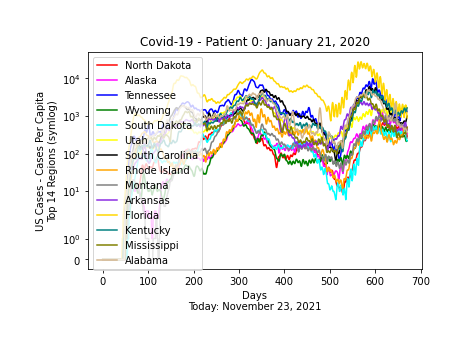 Covid-19 - Patient 0: January 21, 2020
US Cases - Cases Per Capita
Top 14 Regions (symlog)
10⁴
10³
10²
10¹
10⁰
0
North Dakota
Alaska
Tennessee
Wyoming
South Dakota
Utah
South Carolina
Rhode Island
Montana
Arkansas
Florida
Kentucky
Mississippi
Alabama
0 100 200 300 400 500 600 700
Days
Today: November 23, 2021